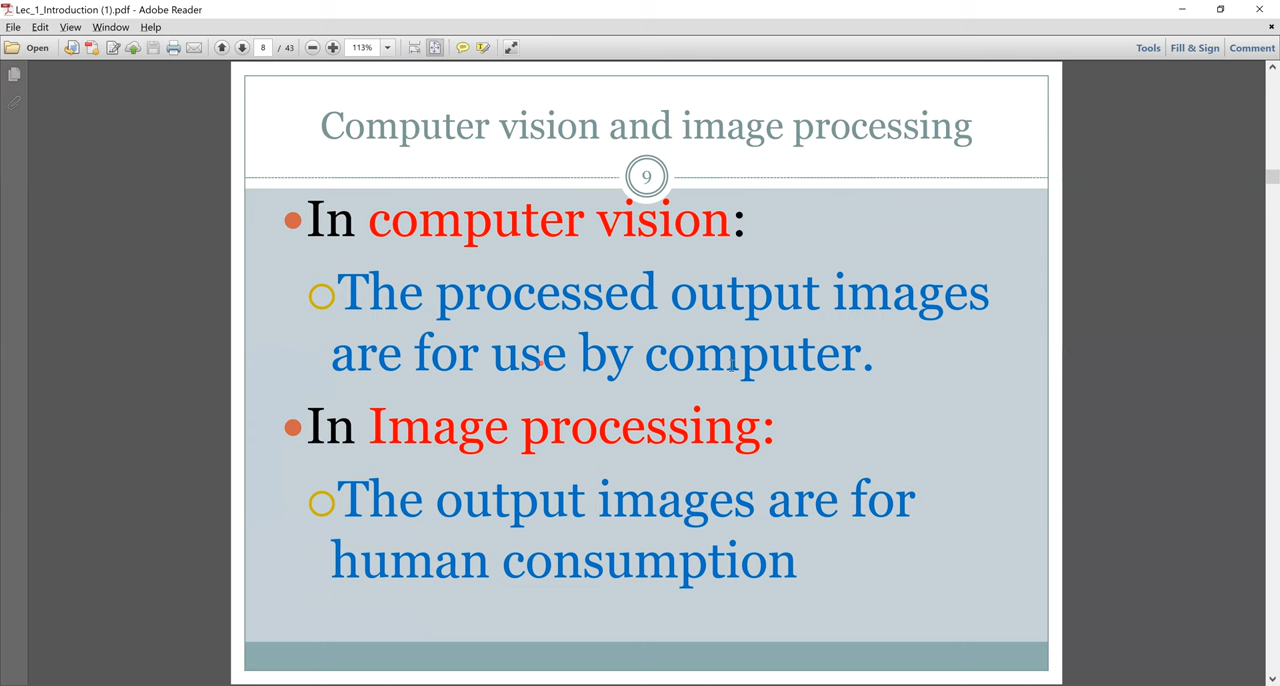 Lec_1_Introduction (1).pdf - Adobe Reader
File Edit View Window Help
Open 8 / 43 113% Tools Fill & Sign Comment
Computer vision and image processing
9
•In computer vision:
○The processed output images
are for use by computer.
•In Image processing:
○The output images are for
human consumption